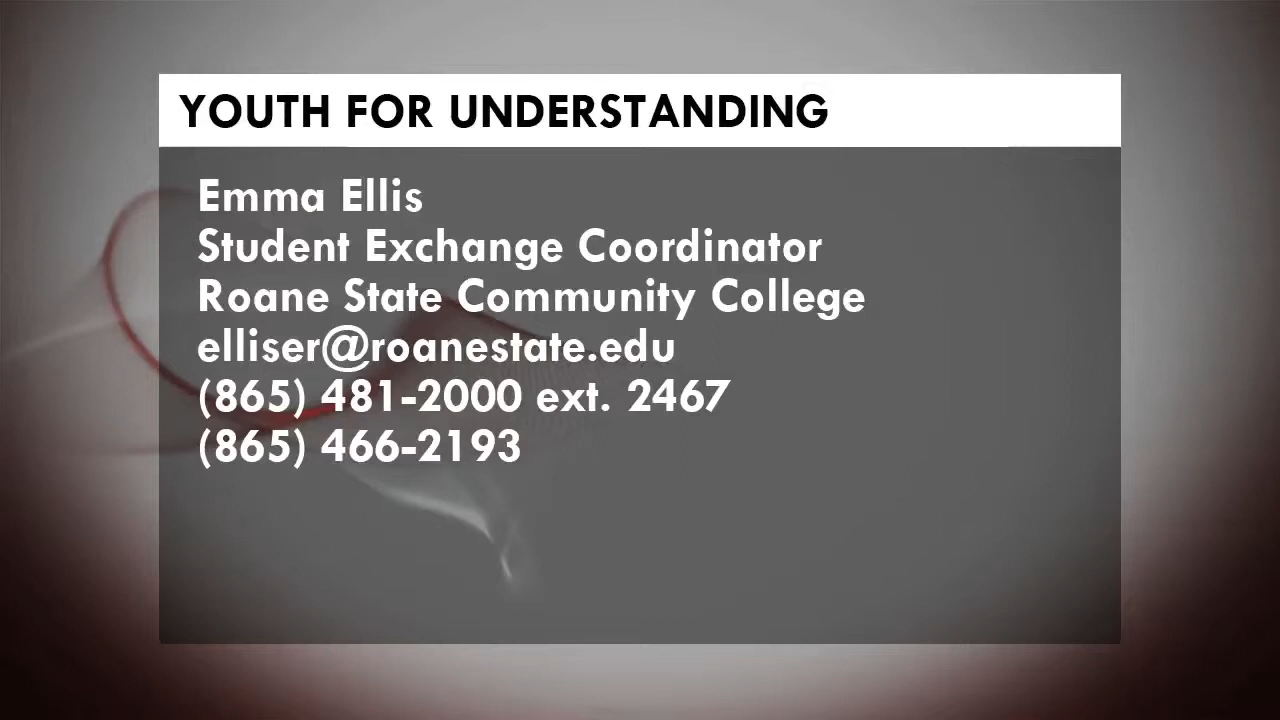 YOUTH FOR UNDERSTANDING
Emma Ellis
Student Exchange Coordinator
Roane State Community College
elliser@roanestate.edu
(865) 481-2000 ext. 2467
(865) 466-2193